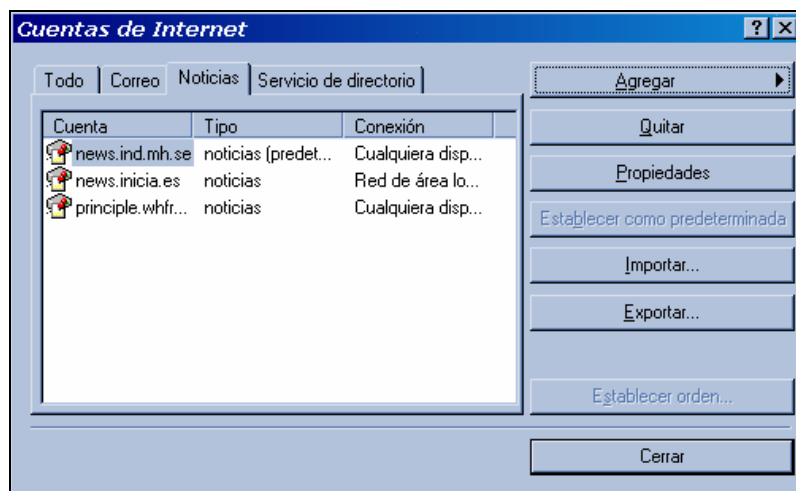 Cuentas de Internet
Todo Correo Noticias Servicio de directorio
Cuenta Tipo Conexión
news.ind.mh.se noticias (predet... Cualquiera disp...
news.inicia.es noticias Red de área lo...
principle.whfr... noticias Cualquiera disp...
Agregar
Quitar
Propiedades
Establecer como predeterminada
Importar...
Exportar...
Establecer orden...
Cerrar